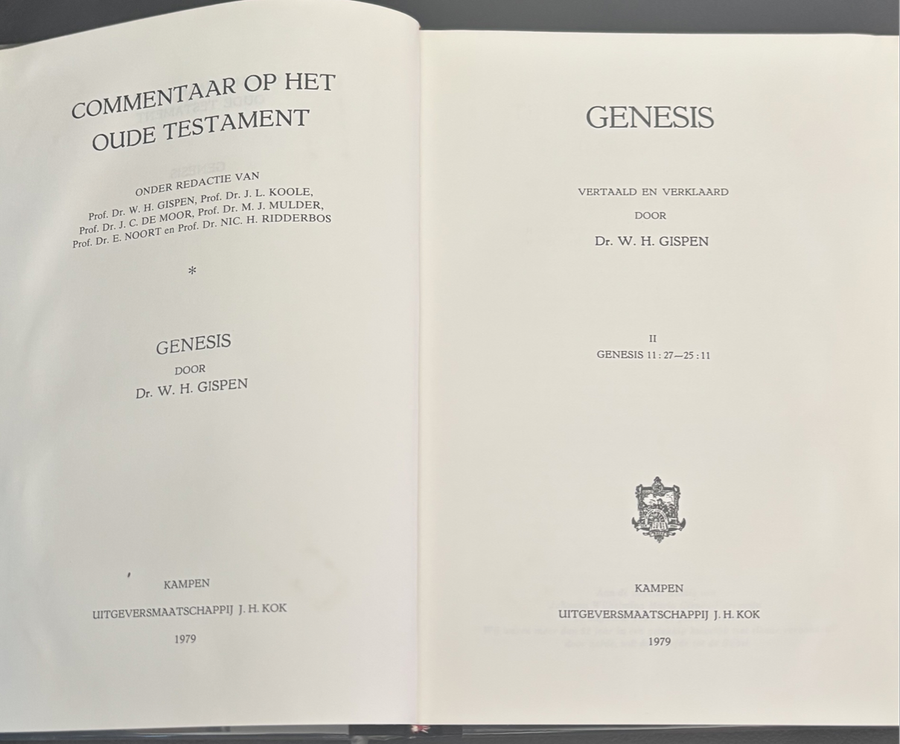 COMMENTAAR OP HET
OUDE TESTAMENT
ONDER REDACTIE VAN
Prof. Dr. W. H. GISPEN, Prof. Dr. J. L. KOOLE,
Prof. Dr. J. C. DE MOOR, Prof. Dr. M. J. MULDER,
Prof. Dr. E. NOORT en Prof. Dr. NIC. H. RIDDERBOS
*
GENESIS
DOOR
Dr. W. H. GISPEN
KAMPEN
UITGEVERSMAATSCHAPPIJ J. H. KOK
1979
GENESIS
VERTAALD EN VERKLAARD
DOOR
Dr. W. H. GISPEN
II
GENESIS 11 : 27—25 : 11
KAMPEN
UITGEVERSMAATSCHAPPIJ J. H. KOK
1979